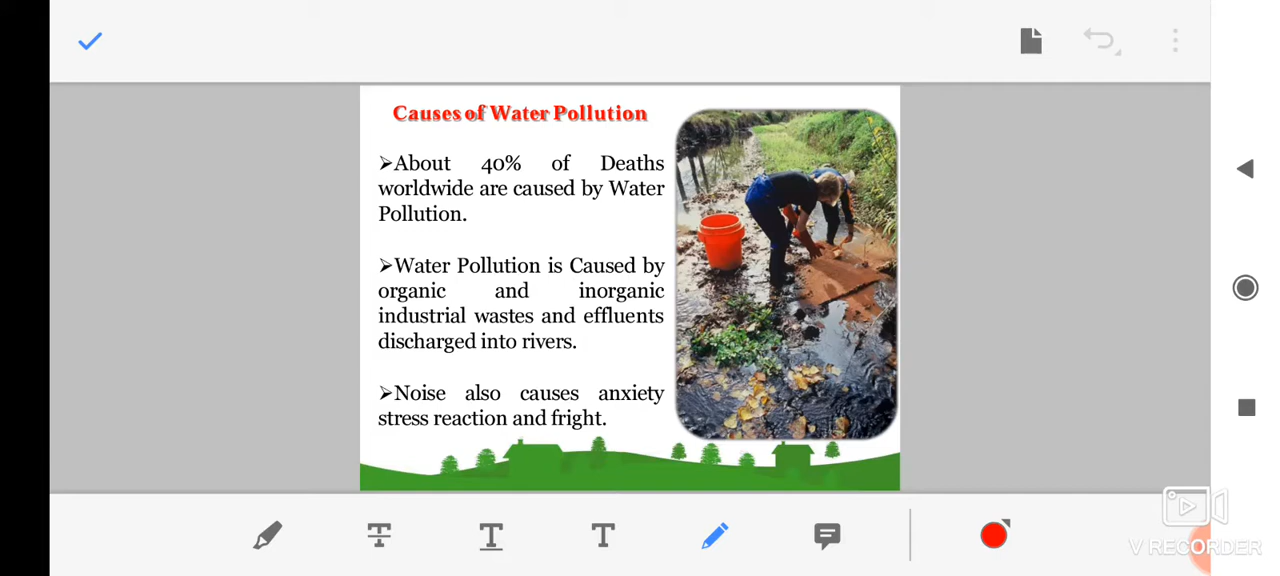 Causes of Water Pollution
➢About 40% of Deaths
worldwide are caused by Water
Pollution.
➢Water Pollution is Caused by
organic and inorganic
industrial wastes and effluents
discharged into rivers.
➢Noise also causes anxiety
stress reaction and fright.
T
T
T
V RECORDER